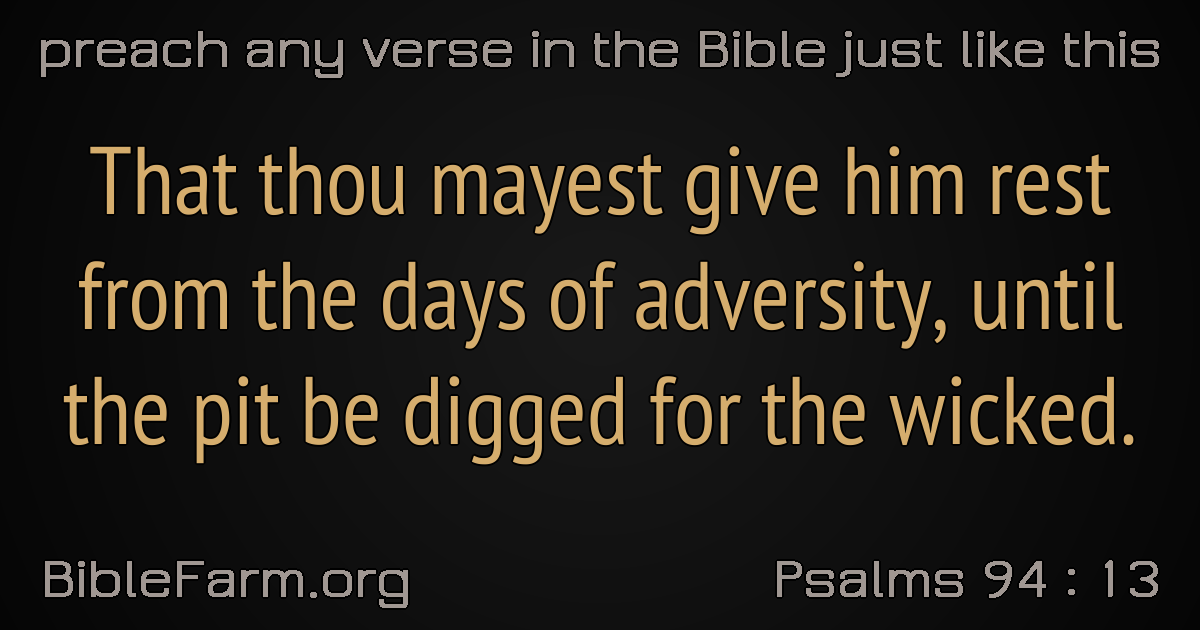 preach any verse in the Bible just like this
That thou mayest give him rest
from the days of adversity, until
the pit be digged for the wicked.
BibleFarm.org
Psalms 94 : 13